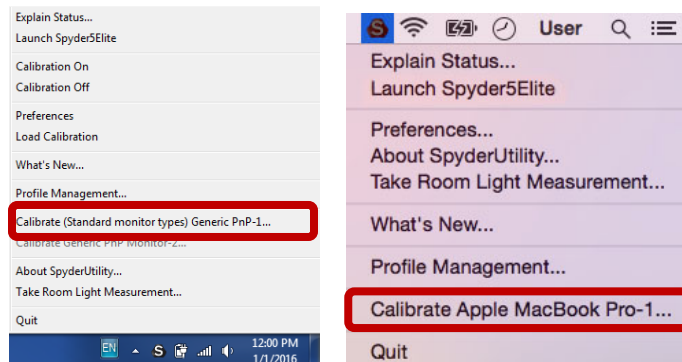 Explain Status...
Launch Spyder5Elite
Calibration On
Calibration Off
Preferences
Load Calibration
What's New...
Profile Management...
Calibrate (Standard monitor types) Generic PnP-1...
Calibrate Generic PnP Monitor-2...
About SpyderUtility...
Take Room Light Measurement...
Quit
EN S 12:00 PM
1/1/2016
S User
Explain Status...
Launch Spyder5Elite
Preferences...
About SpyderUtility...
Take Room Light Measurement...
What's New...
Profile Management...
Calibrate Apple MacBook Pro-1...
Quit